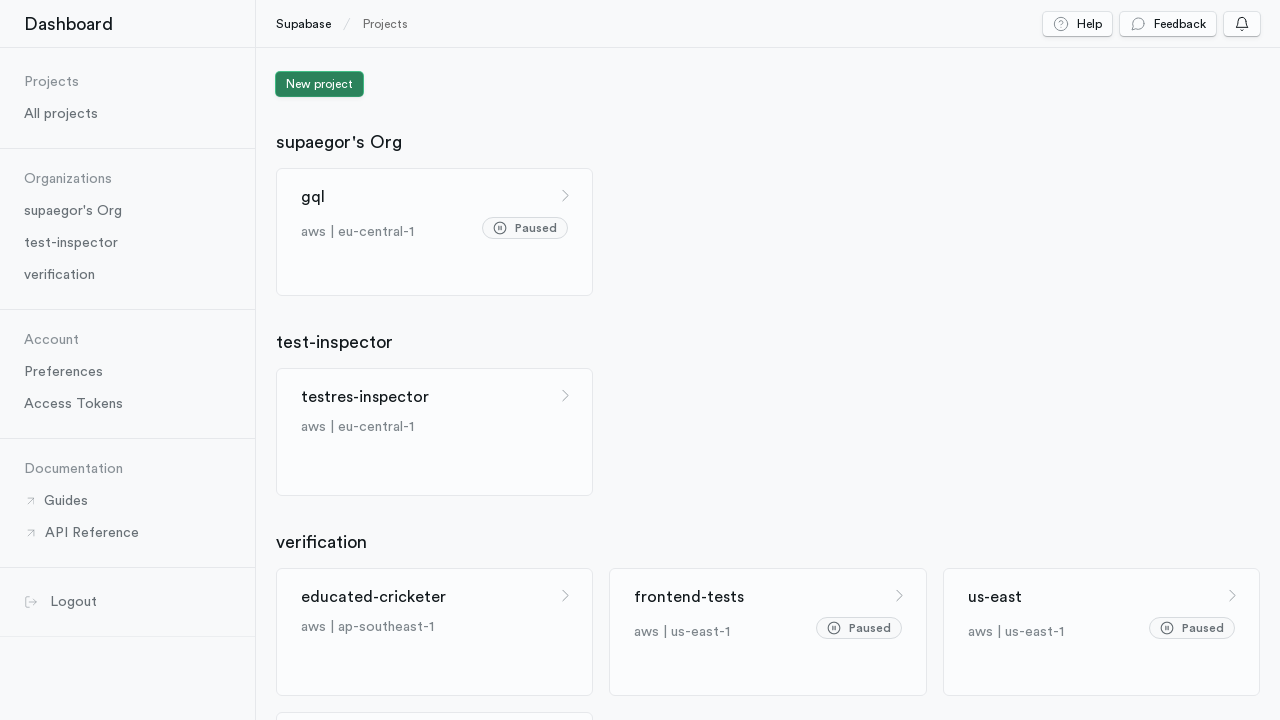 Dashboard
Supabase
Projects
Help
Feedback
Projects
All projects
Organizations
supaegor's Org
test-inspector
verification
Account
Preferences
Access Tokens
Documentation
Guides
API Reference
Logout
New project
supaegor's Org
gql
aws | eu-central-1
Paused
test-inspector
testres-inspector
aws | eu-central-1
verification
educated-cricketer
aws | ap-southeast-1
frontend-tests
aws | us-east-1
Paused
us-east
aws | us-east-1
Paused